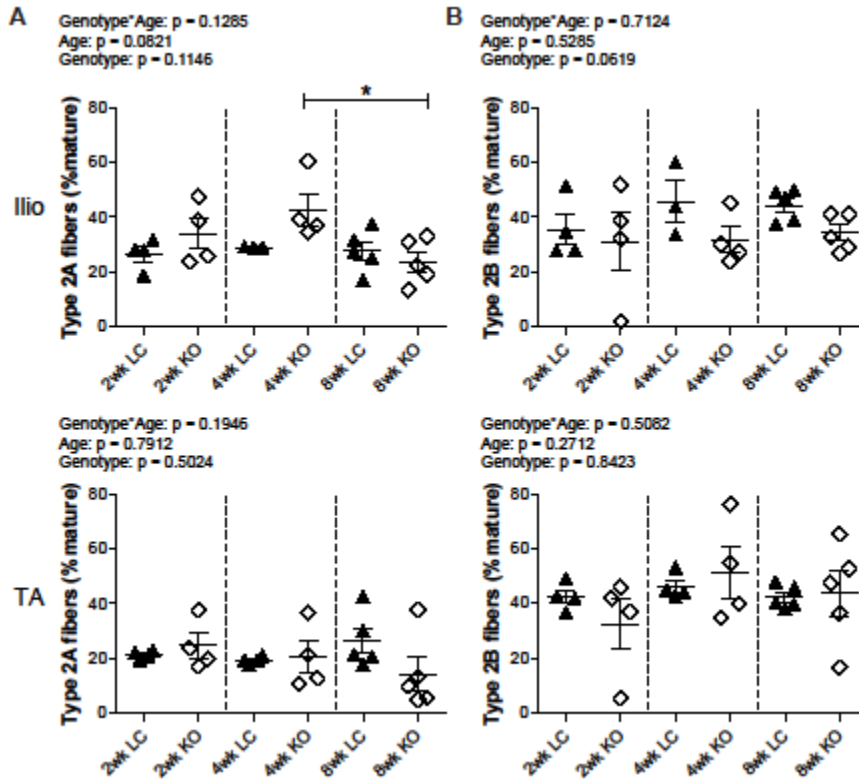 A
Genotype*Age: p = 0.1285
Age: p = 0.0821
Genotype: p = 0.1146
B
Genotype*Age: p = 0.7124
Age: p = 0.5285
Genotype: p = 0.0619
Ilio
Type 2A fibers (%mature)
80
60
40
20
0
*
2wk LC
2wk KO
4wk LC
4wk KO
8wk LC
8wk KO
Type 2B fibers (% mature)
80
60
40
20
0
2wk LC
2wk KO
4wk LC
4wk KO
8wk LC
8wk KO
Genotype*Age: p = 0.1946
Age: p = 0.7912
Genotype: p = 0.5024
Genotype*Age: p = 0.5082
Age: p = 0.2712
Genotype: p = 0.8423
TA
Type 2A fibers (% mature)
80
60
40
20
0
2wk LC
2wk KO
4wk LC
4wk KO
8wk LC
8wk KO
Type 2B fibers (% mature)
80
60
40
20
0
2wk LC
2wk KO
4wk LC
4wk KO
8wk LC
8wk KO